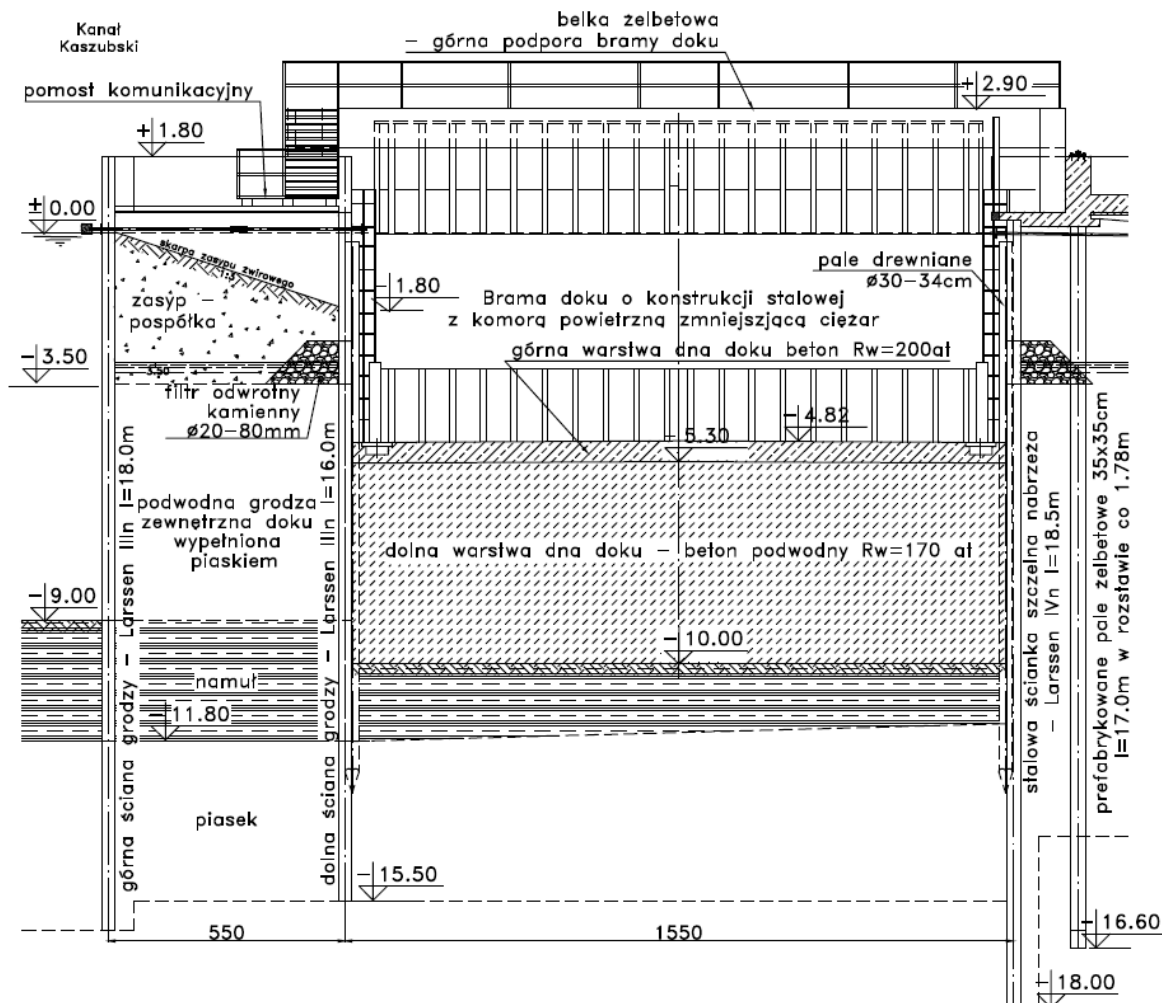 Kanał
Kaszubski
belka żelbetowa
– górna podpora bramy doku
pomost komunikacyjny
+ 2.90
+ 1.80
± 0.00
skarpa zasypu żwirowego
1:3
zasyp –
pospółka
pale drewniane
ø30–34cm
– 1.80
Brama doku o konstrukcji stalowej
z komorą powietrzną zmniejszjącą ciężar
górna warstwa dna doku beton Rw=200at
– 3.50
3.50
filtr odwrotny
kamienny
ø20–80mm
– 4.82
– 5.30
podwodna grodza
zewnętrzna doku
wypełniona
piaskiem
dolna warstwa dna doku – beton podwodny Rw=170 at
– 9.00
– 10.00
namuł
– 11.80
piasek
– 15.50
górna ściana grodzy – Larssen IIIn l=18.0m
dolna ściana grodzy – Larssen IIIn l=16.0m
stalowa ścianka szczelna nabrzeża
– Larssen IVn l=18.5m
prefabrykowane pale żelbetowe 35x35cm
l=17.0m w rozstawie co 1.78m
550
1550
– 16.60
– 18.00